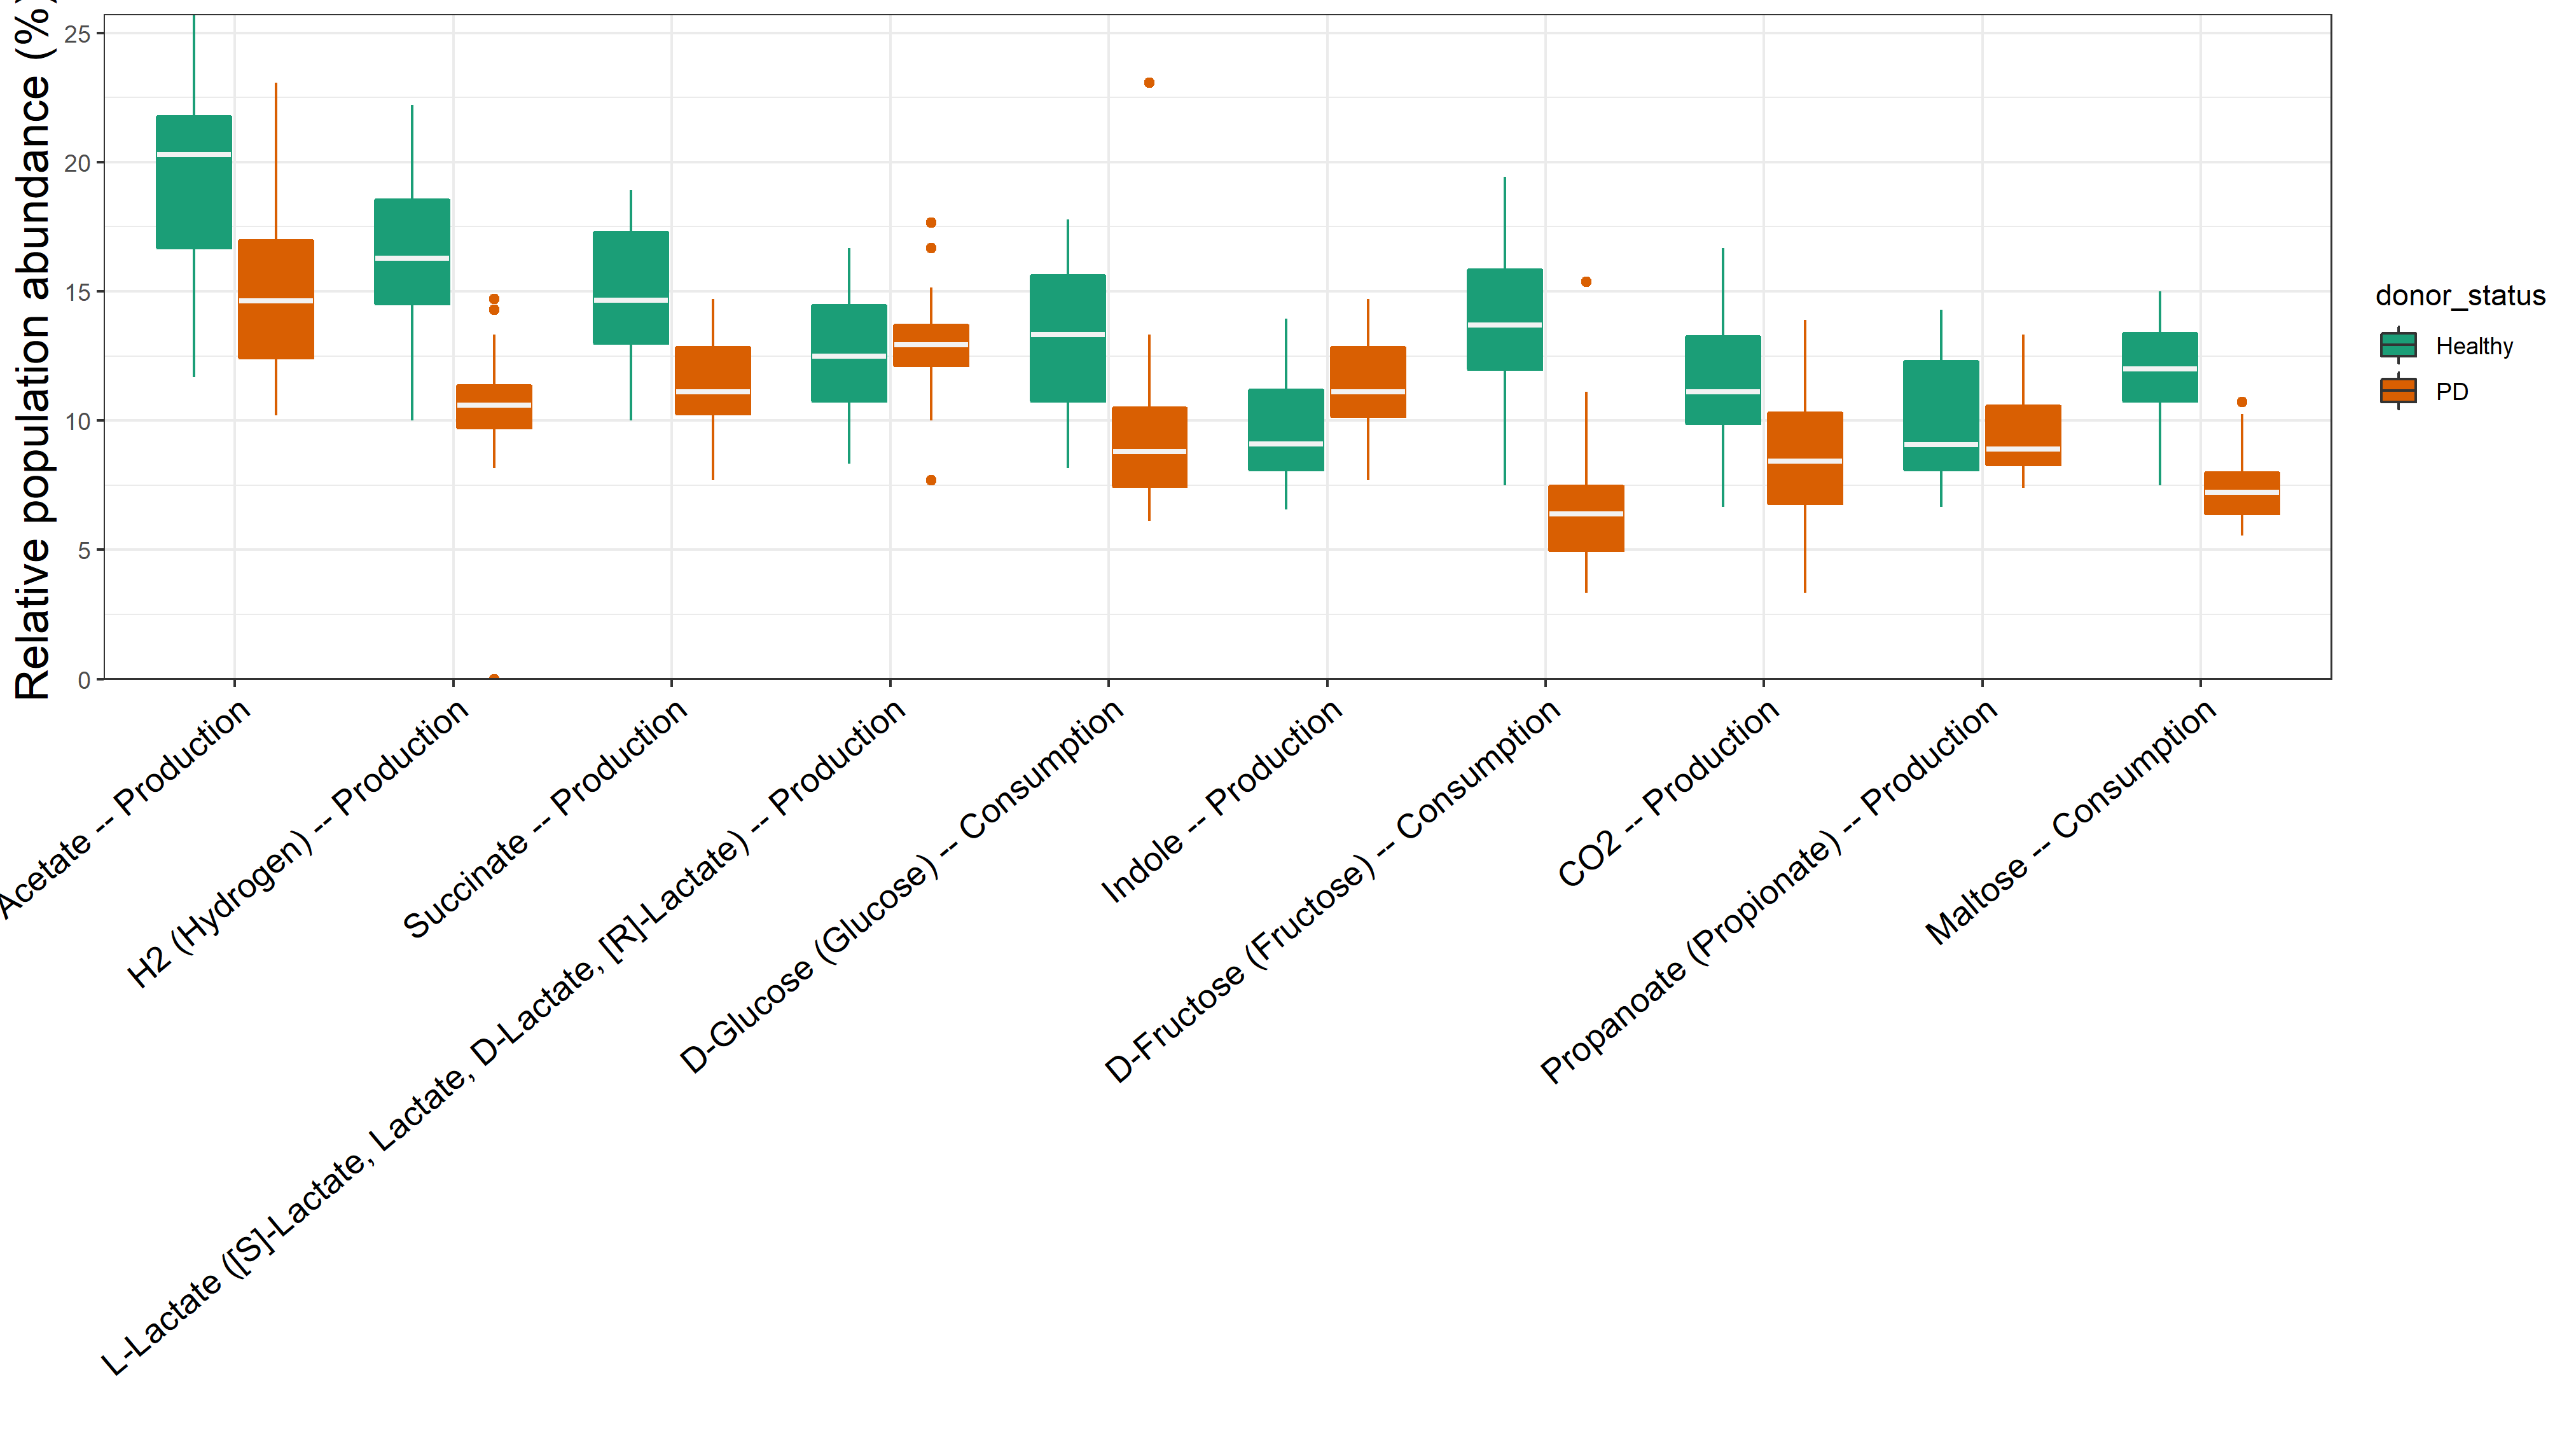 Relative population abundance (%)
25
20
15
10
5
0
Acetate -- Production
H2 (Hydrogen) -- Production
Succinate -- Production
L-Lactate ([S]-Lactate, Lactate, D-Lactate, [R]-Lactate) -- Production
D-Glucose (Glucose) -- Consumption
Indole -- Production
D-Fructose (Fructose) -- Consumption
CO2 -- Production
Propanoate (Propionate) -- Production
Maltose -- Consumption
donor_status
Healthy
PD